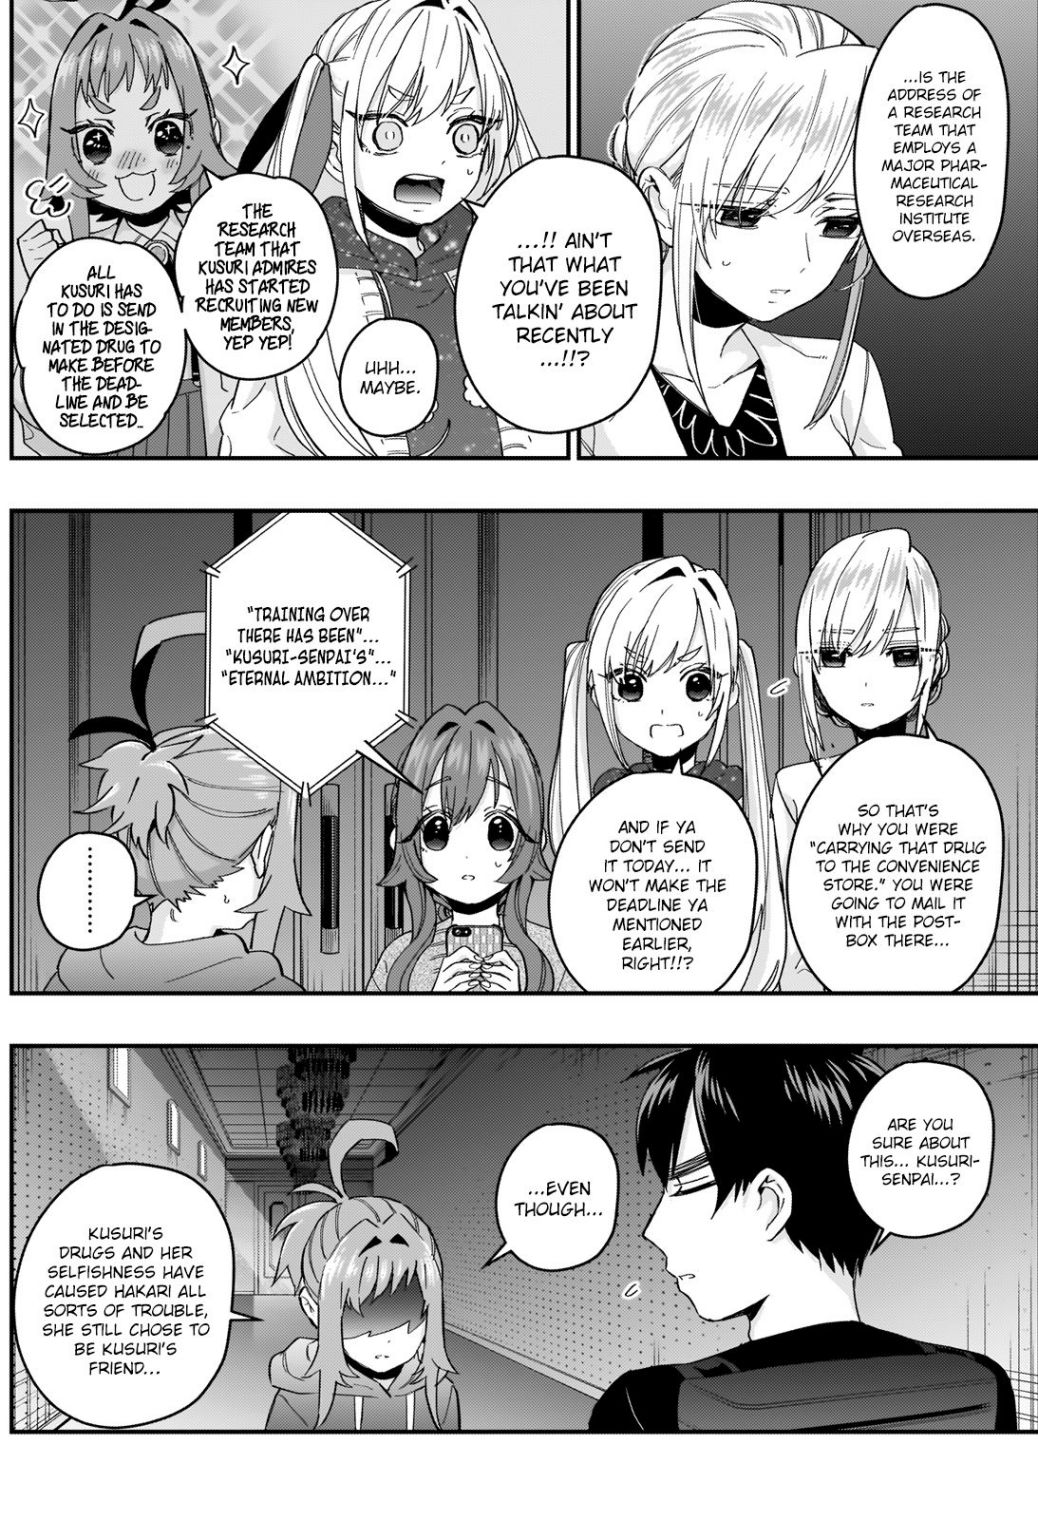 ...IS THE
ADDRESS OF
A RESEARCH
TEAM THAT
EMPLOYS A
MAJOR PHAR-
MACEUTICAL
RESEARCH
INSTITUTE
OVERSEAS.
...!! AIN'T
THAT WHAT
YOU'VE BEEN
TALKIN' ABOUT
RECENTLY
...!!?
UHH...
MAYBE.
THE
RESEARCH
TEAM THAT
KUSURI ADMIRES
HAS STARTED
RECRUITING NEW
MEMBERS,
YEP YEP!
ALL
KUSURI HAS
TO DO IS SEND
IN THE DESIG-
NATED DRUG TO
MAKE BEFORE
THE DEAD-
LINE AND BE
SELECTED...
SO THAT'S
WHY YOU WERE
"CARRYING THAT DRUG
TO THE CONVENIENCE
STORE." YOU WERE
GOING TO MAIL IT
WITH THE POST-
BOX THERE...
AND IF YA
DON'T SEND
IT TODAY... IT
WON'T MAKE THE
DEADLINE YA
MENTIONED
EARLIER,
RIGHT!!?
"TRAINING OVER
THERE HAS BEEN"...
"KUSURI-SENPAI'S"...
"ETERNAL AMBITION..."
.........
ARE YOU
SURE ABOUT
THIS... KUSURI-
SENPAI...?
...EVEN
THOUGH...
KUSURI'S
DRUGS AND HER
SELFISHNESS HAVE
CAUSED HAKARI ALL
SORTS OF TROUBLE,
SHE STILL CHOSE TO
BE KUSURI'S
FRIEND...